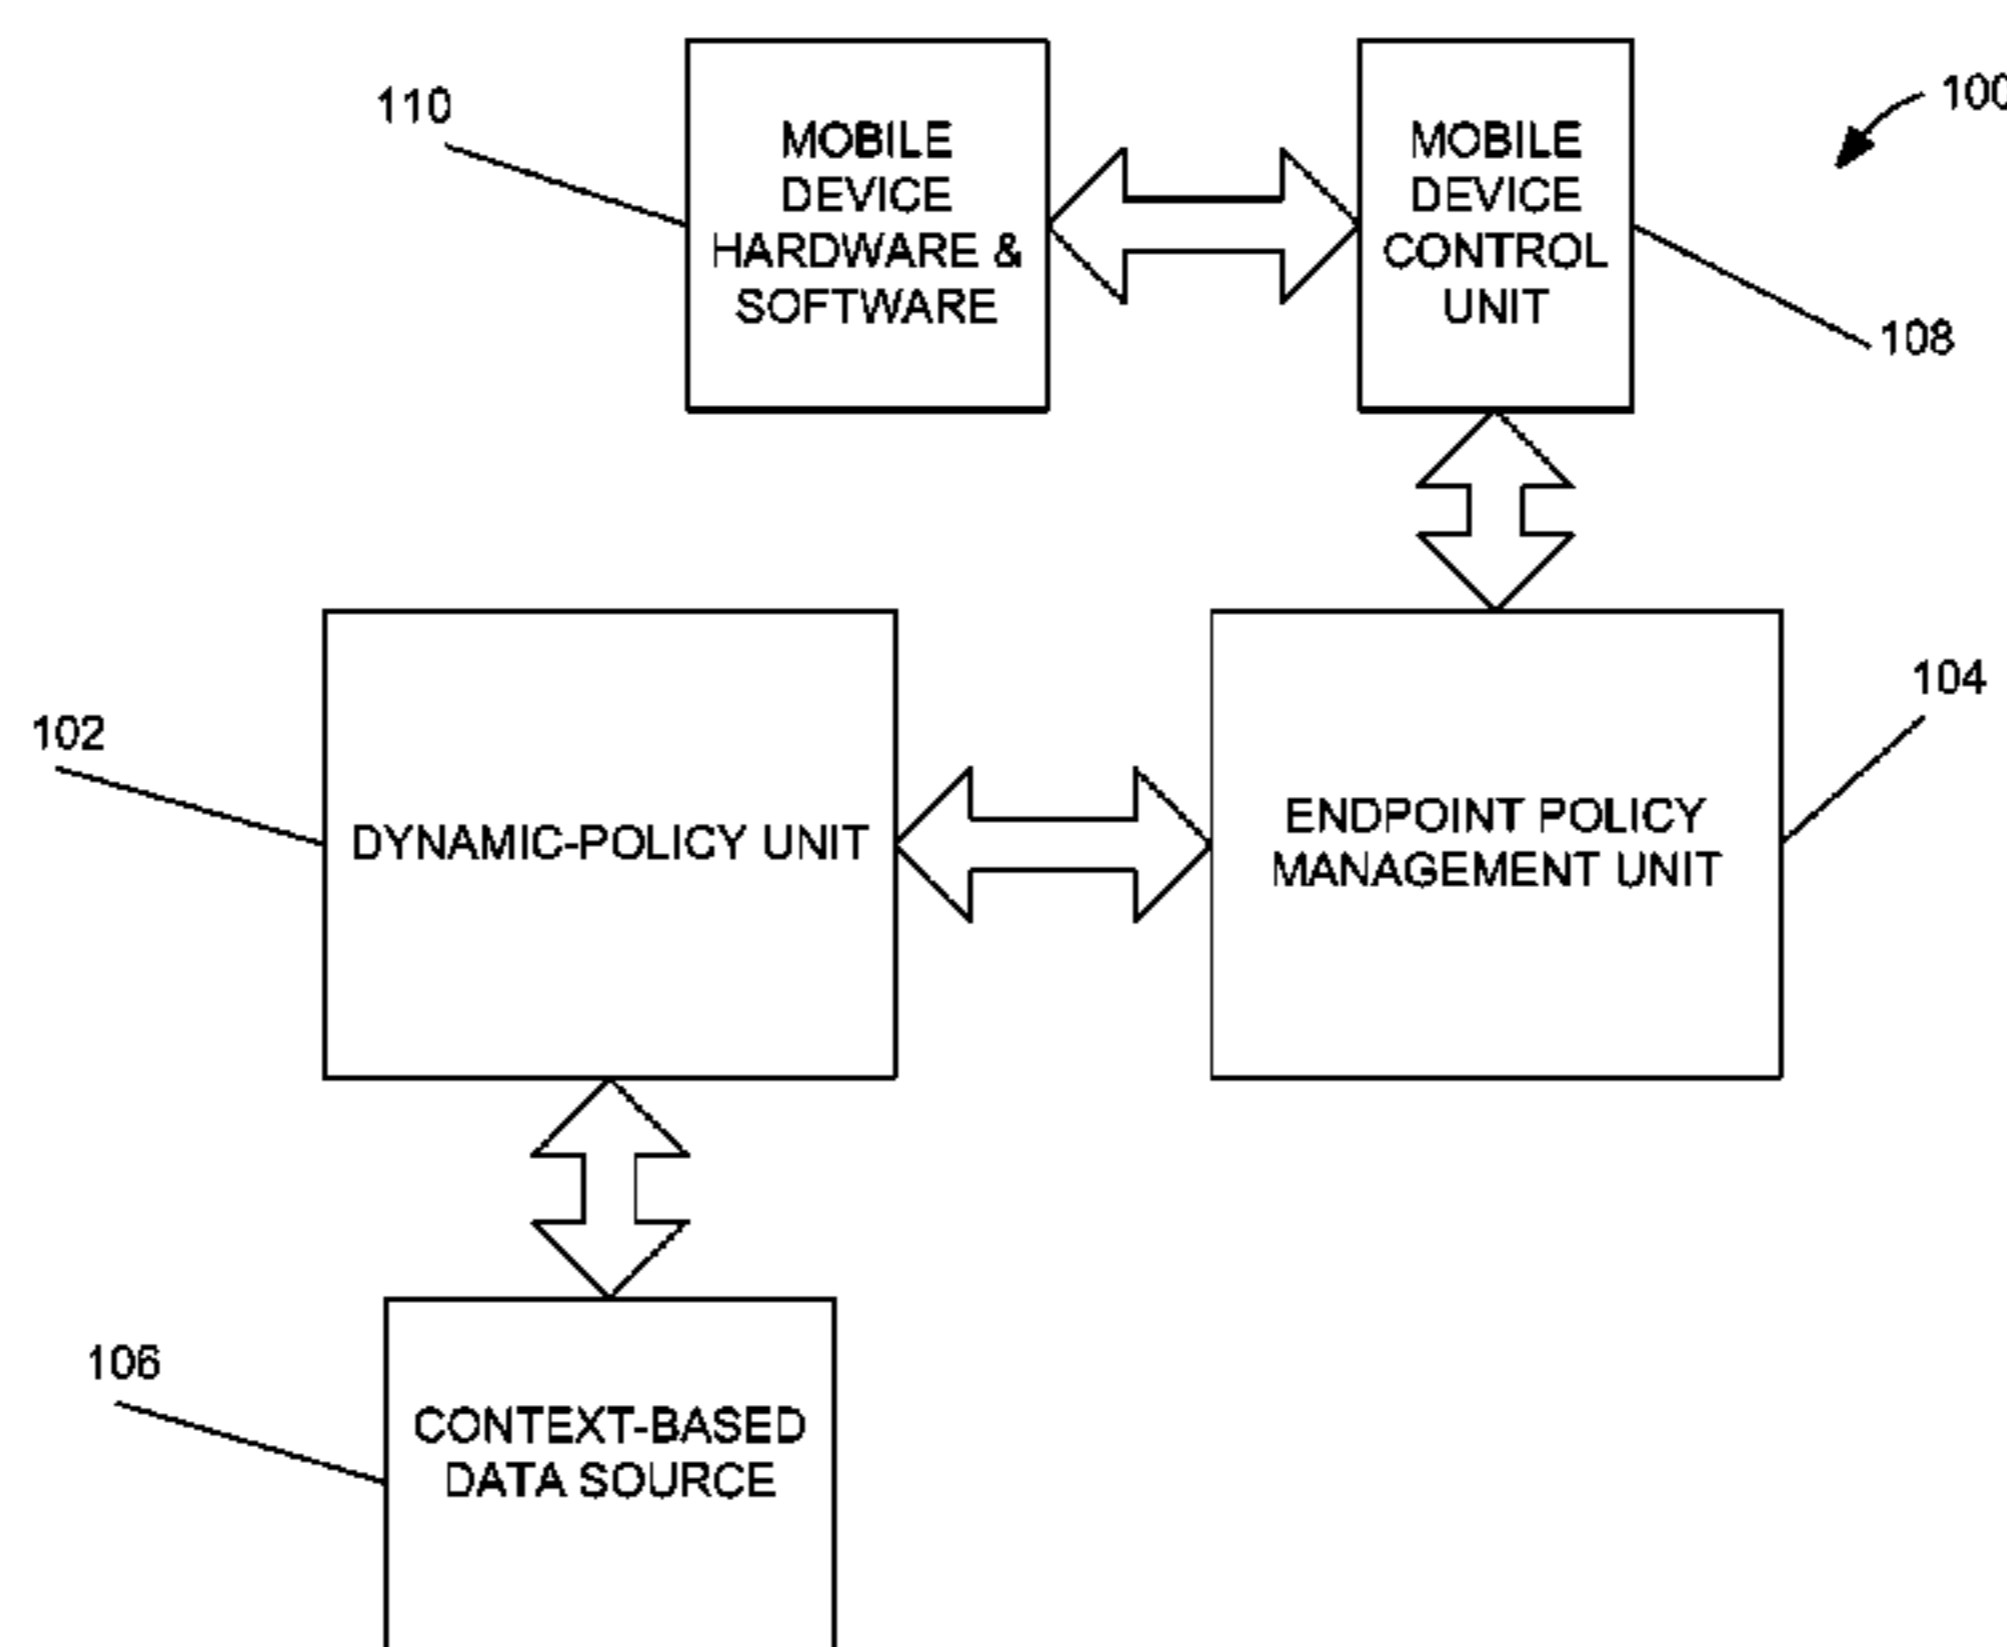 110
MOBILE
DEVICE
HARDWARE &
SOFTWARE
MOBILE
DEVICE
CONTROL
UNIT
100
108
102
DYNAMIC-POLICY UNIT
ENDPOINT POLICY
MANAGEMENT UNIT
104
106
CONTEXT-BASED
DATA SOURCE